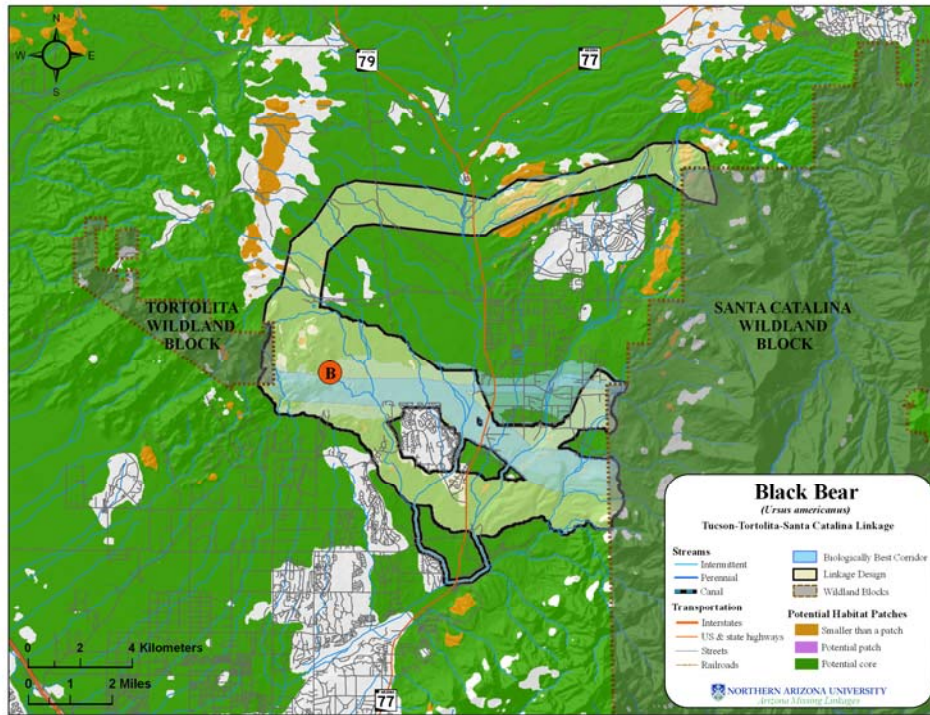 N
W E
S
79
77
TORTOLITA
WILDLAND
BLOCK
SANTA CATALINA
WILDLAND
BLOCK
B
0 2 4 Kilometers
0 1 2 Miles
77
Black Bear
(Ursus americanus)
Tucson-Tortolita-Santa Catalina Linkage
Streams
Intermittent
Perennial
Canal
Transportation
Interstates
US & state highways
Streets
Railroads
Biologically Best Corridor
Linkage Design
Wildland Blocks
Potential Habitat Patches
Smaller than a patch
Potential patch
Potential core
NORTHERN ARIZONA UNIVERSITY
Arizona Missing Linkages